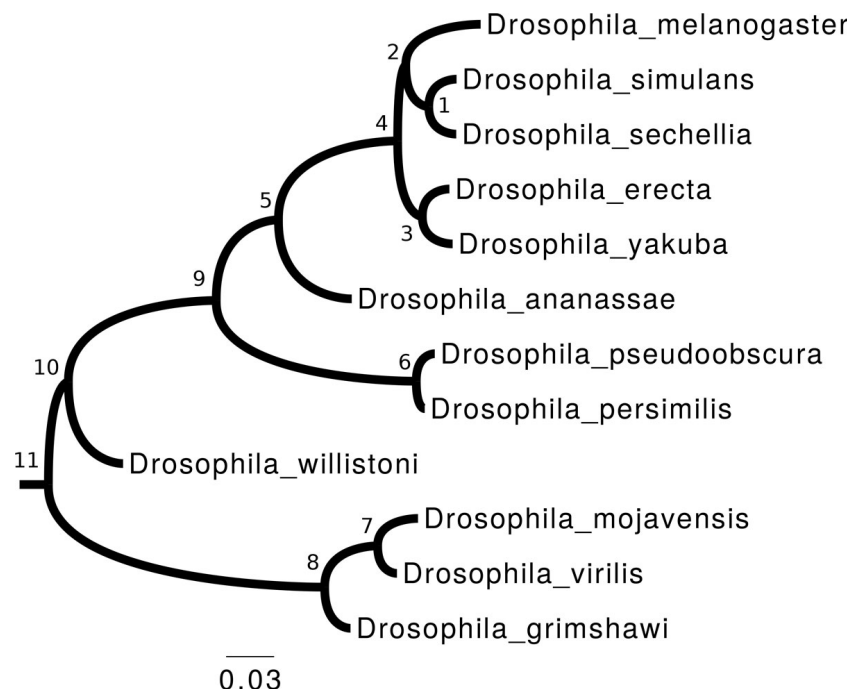 Drosophila_melanogaster
2
Drosophila_simulans
1
4
Drosophila_sechellia
Drosophila_erecta
5
3
Drosophila_yakuba
9
Drosophila_ananassae
6
Drosophila_pseudoobscura
10
Drosophila_persimilis
11
Drosophila_willistoni
7
Drosophila_mojavensis
8
Drosophila_virilis
Drosophila_grimshawi
0.03